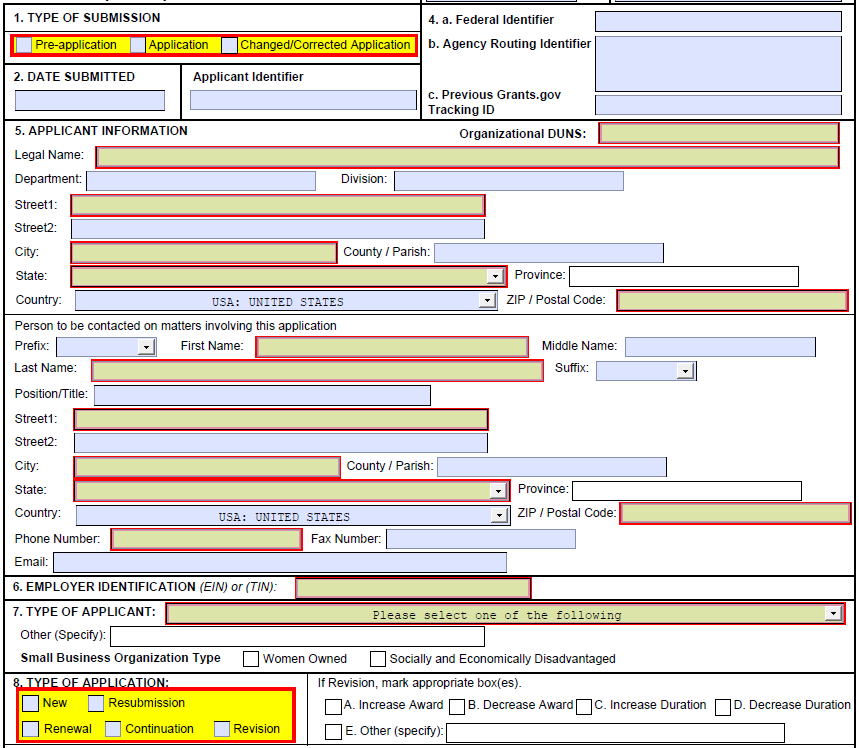 1. TYPE OF SUBMISSION
Pre-application Application Changed/Corrected Application
4. a. Federal Identifier
b. Agency Routing Identifier
2. DATE SUBMITTED
Applicant Identifier
c. Previous Grants.gov
Tracking ID
5. APPLICANT INFORMATION
Organizational DUNS:
Legal Name:
Department: Division:
Street1:
Street2:
City: County / Parish:
State: Province:
Country: USA: UNITED STATES ZIP / Postal Code:
Person to be contacted on matters involving this application
Prefix: First Name: Middle Name:
Last Name: Suffix:
Position/Title:
Street1:
Street2:
City: County / Parish:
State: Province:
Country: USA: UNITED STATES ZIP / Postal Code:
Phone Number: Fax Number:
Email:
6. EMPLOYER IDENTIFICATION (EIN) or (TIN):
7. TYPE OF APPLICANT: Please select one of the following
Other (Specify):
Small Business Organization Type Women Owned Socially and Economically Disadvantaged
8. TYPE OF APPLICATION:
New Resubmission
Renewal Continuation Revision
If Revision, mark appropriate box(es).
A. Increase Award B. Decrease Award C. Increase Duration D. Decrease Duration
E. Other (specify):